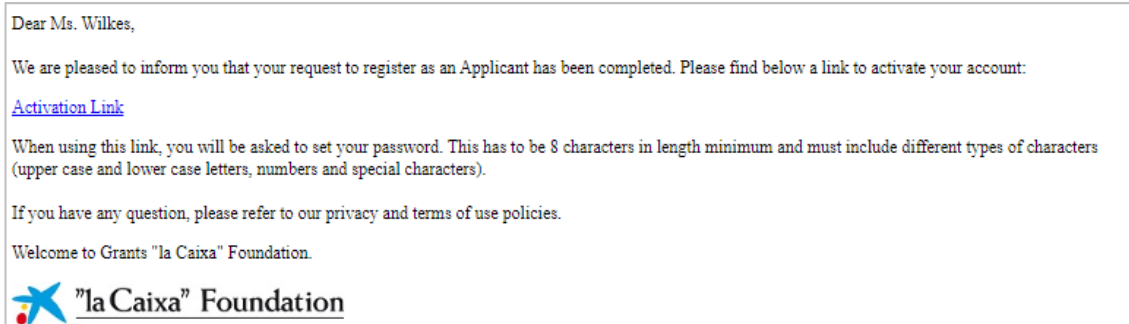 Dear Ms. Wilkes,
We are pleased to inform you that your request to register as an Applicant has been completed. Please find below a link to activate your account:
Activation Link
When using this link, you will be asked to set your password. This has to be 8 characters in length minimum and must include different types of characters
(upper case and lower case letters, numbers and special characters).
If you have any question, please refer to our privacy and terms of use policies.
Welcome to Grants "la Caixa" Foundation.
"la Caixa" Foundation